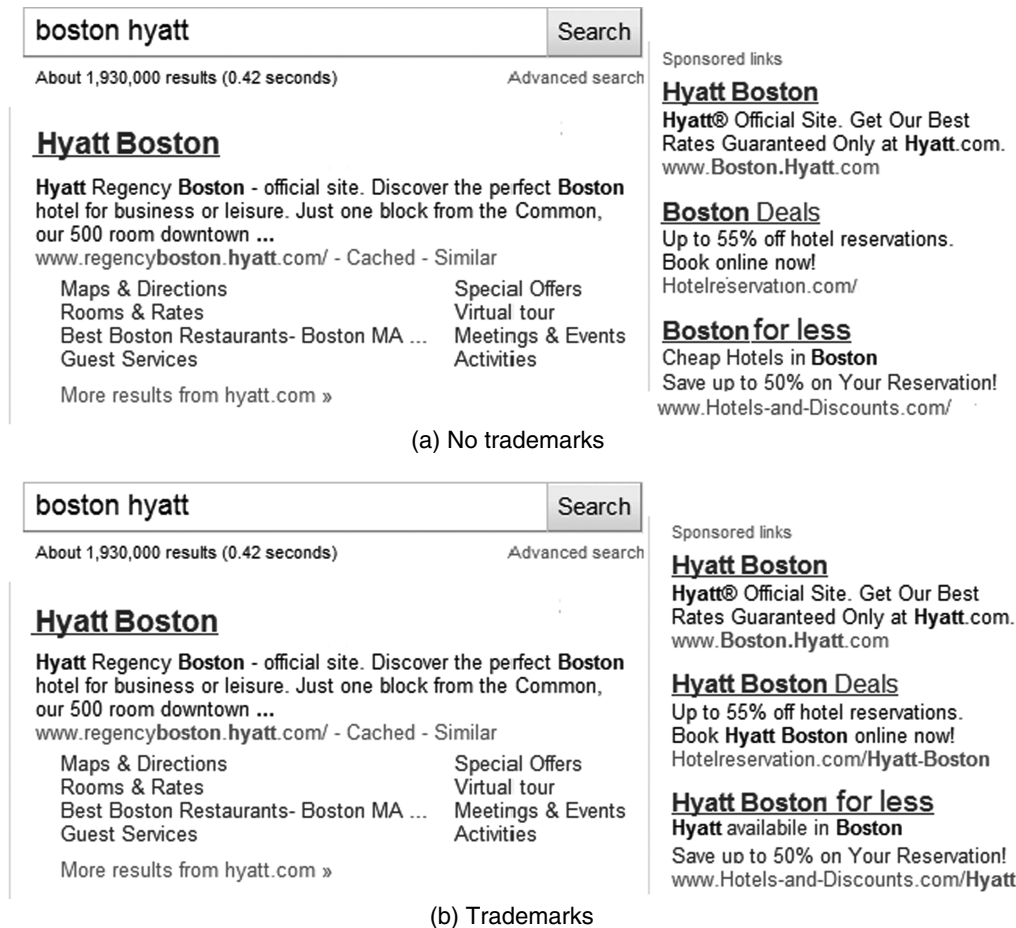 boston hyatt
Search
About 1,930,000 results (0.42 seconds)
Advanced search
Hyatt Boston
Hyatt Regency Boston - official site. Discover the perfect Boston
hotel for business or leisure. Just one block from the Common,
our 500 room downtown ...
www.regencyboston.hyatt.com/ - Cached - Similar
Maps & Directions
Rooms & Rates
Best Boston Restaurants- Boston MA ...
Guest Services
Special Offers
Virtual tour
Meetings & Events
Activities
More results from hyatt.com »
Sponsored links
Hyatt Boston
Hyatt® Official Site. Get Our Best
Rates Guaranteed Only at Hyatt.com.
www.Boston.Hyatt.com
Boston Deals
Up to 55% off hotel reservations.
Book online now!
Hotelreservation.com/
Boston for less
Cheap Hotels in Boston
Save up to 50% on Your Reservation!
www.Hotels-and-Discounts.com/
(a) No trademarks
boston hyatt
Search
About 1,930,000 results (0.42 seconds)
Advanced search
Hyatt Boston
Hyatt Regency Boston - official site. Discover the perfect Boston
hotel for business or leisure. Just one block from the Common,
our 500 room downtown ...
www.regencyboston.hyatt.com/ - Cached - Similar
Maps & Directions
Rooms & Rates
Best Boston Restaurants- Boston MA ...
Guest Services
Special Offers
Virtual tour
Meetings & Events
Activities
More results from hyatt.com »
Sponsored links
Hyatt Boston
Hyatt® Official Site. Get Our Best
Rates Guaranteed Only at Hyatt.com.
www.Boston.Hyatt.com
Hyatt Boston Deals
Up to 55% off hotel reservations.
Book Hyatt Boston online now!
Hotelreservation.com/Hyatt-Boston
Hyatt Boston for less
Hyatt availabile in Boston
Save up to 50% on Your Reservation!
www.Hotels-and-Discounts.com/Hyatt
(b) Trademarks